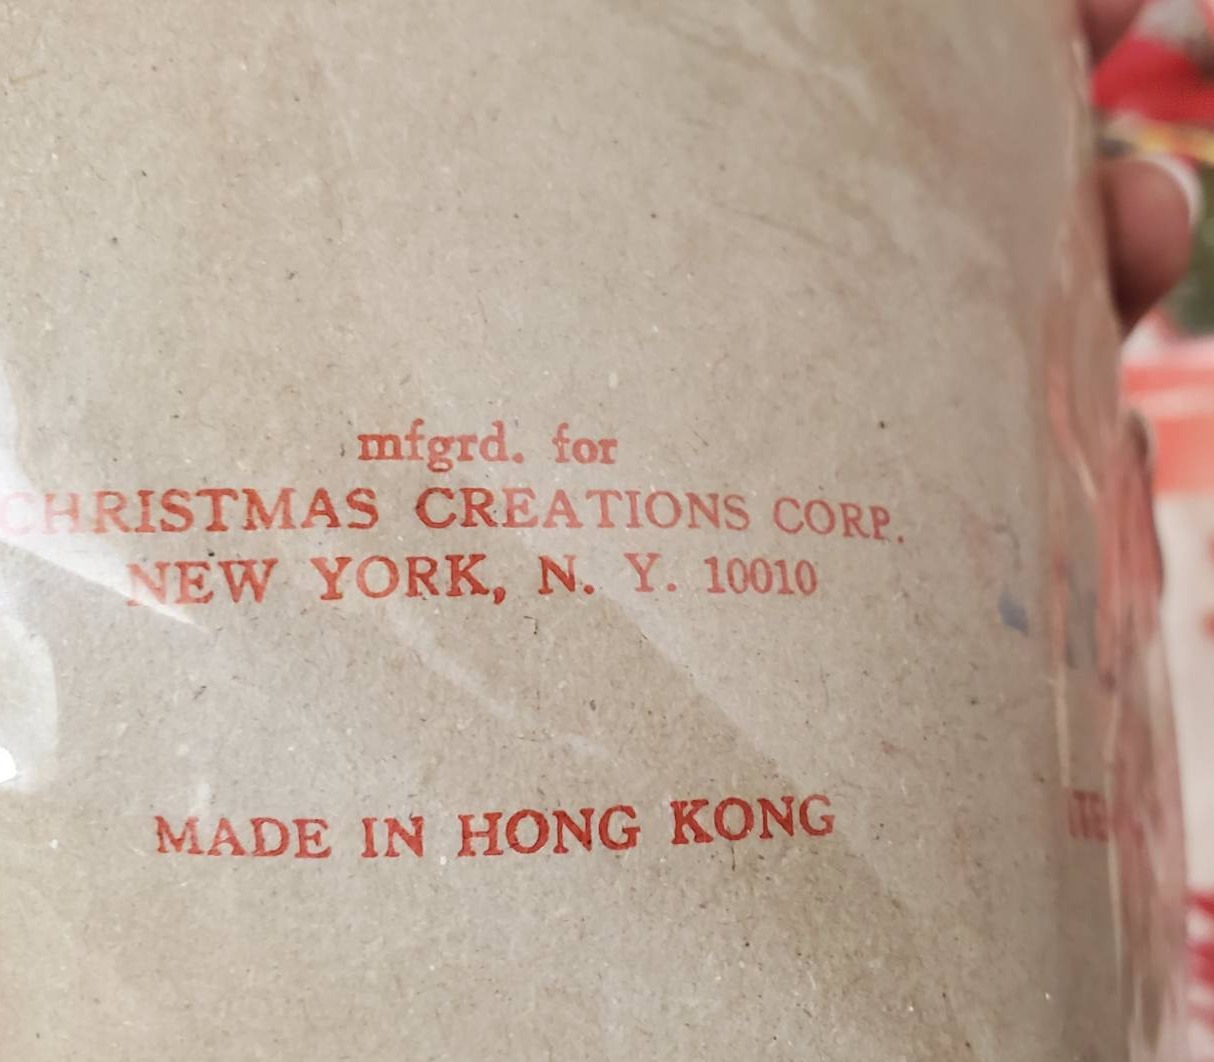 mfgrd. for
CHRISTMAS CREATIONS CORP.
NEW YORK, N. Y. 10010
MADE IN HONG KONG